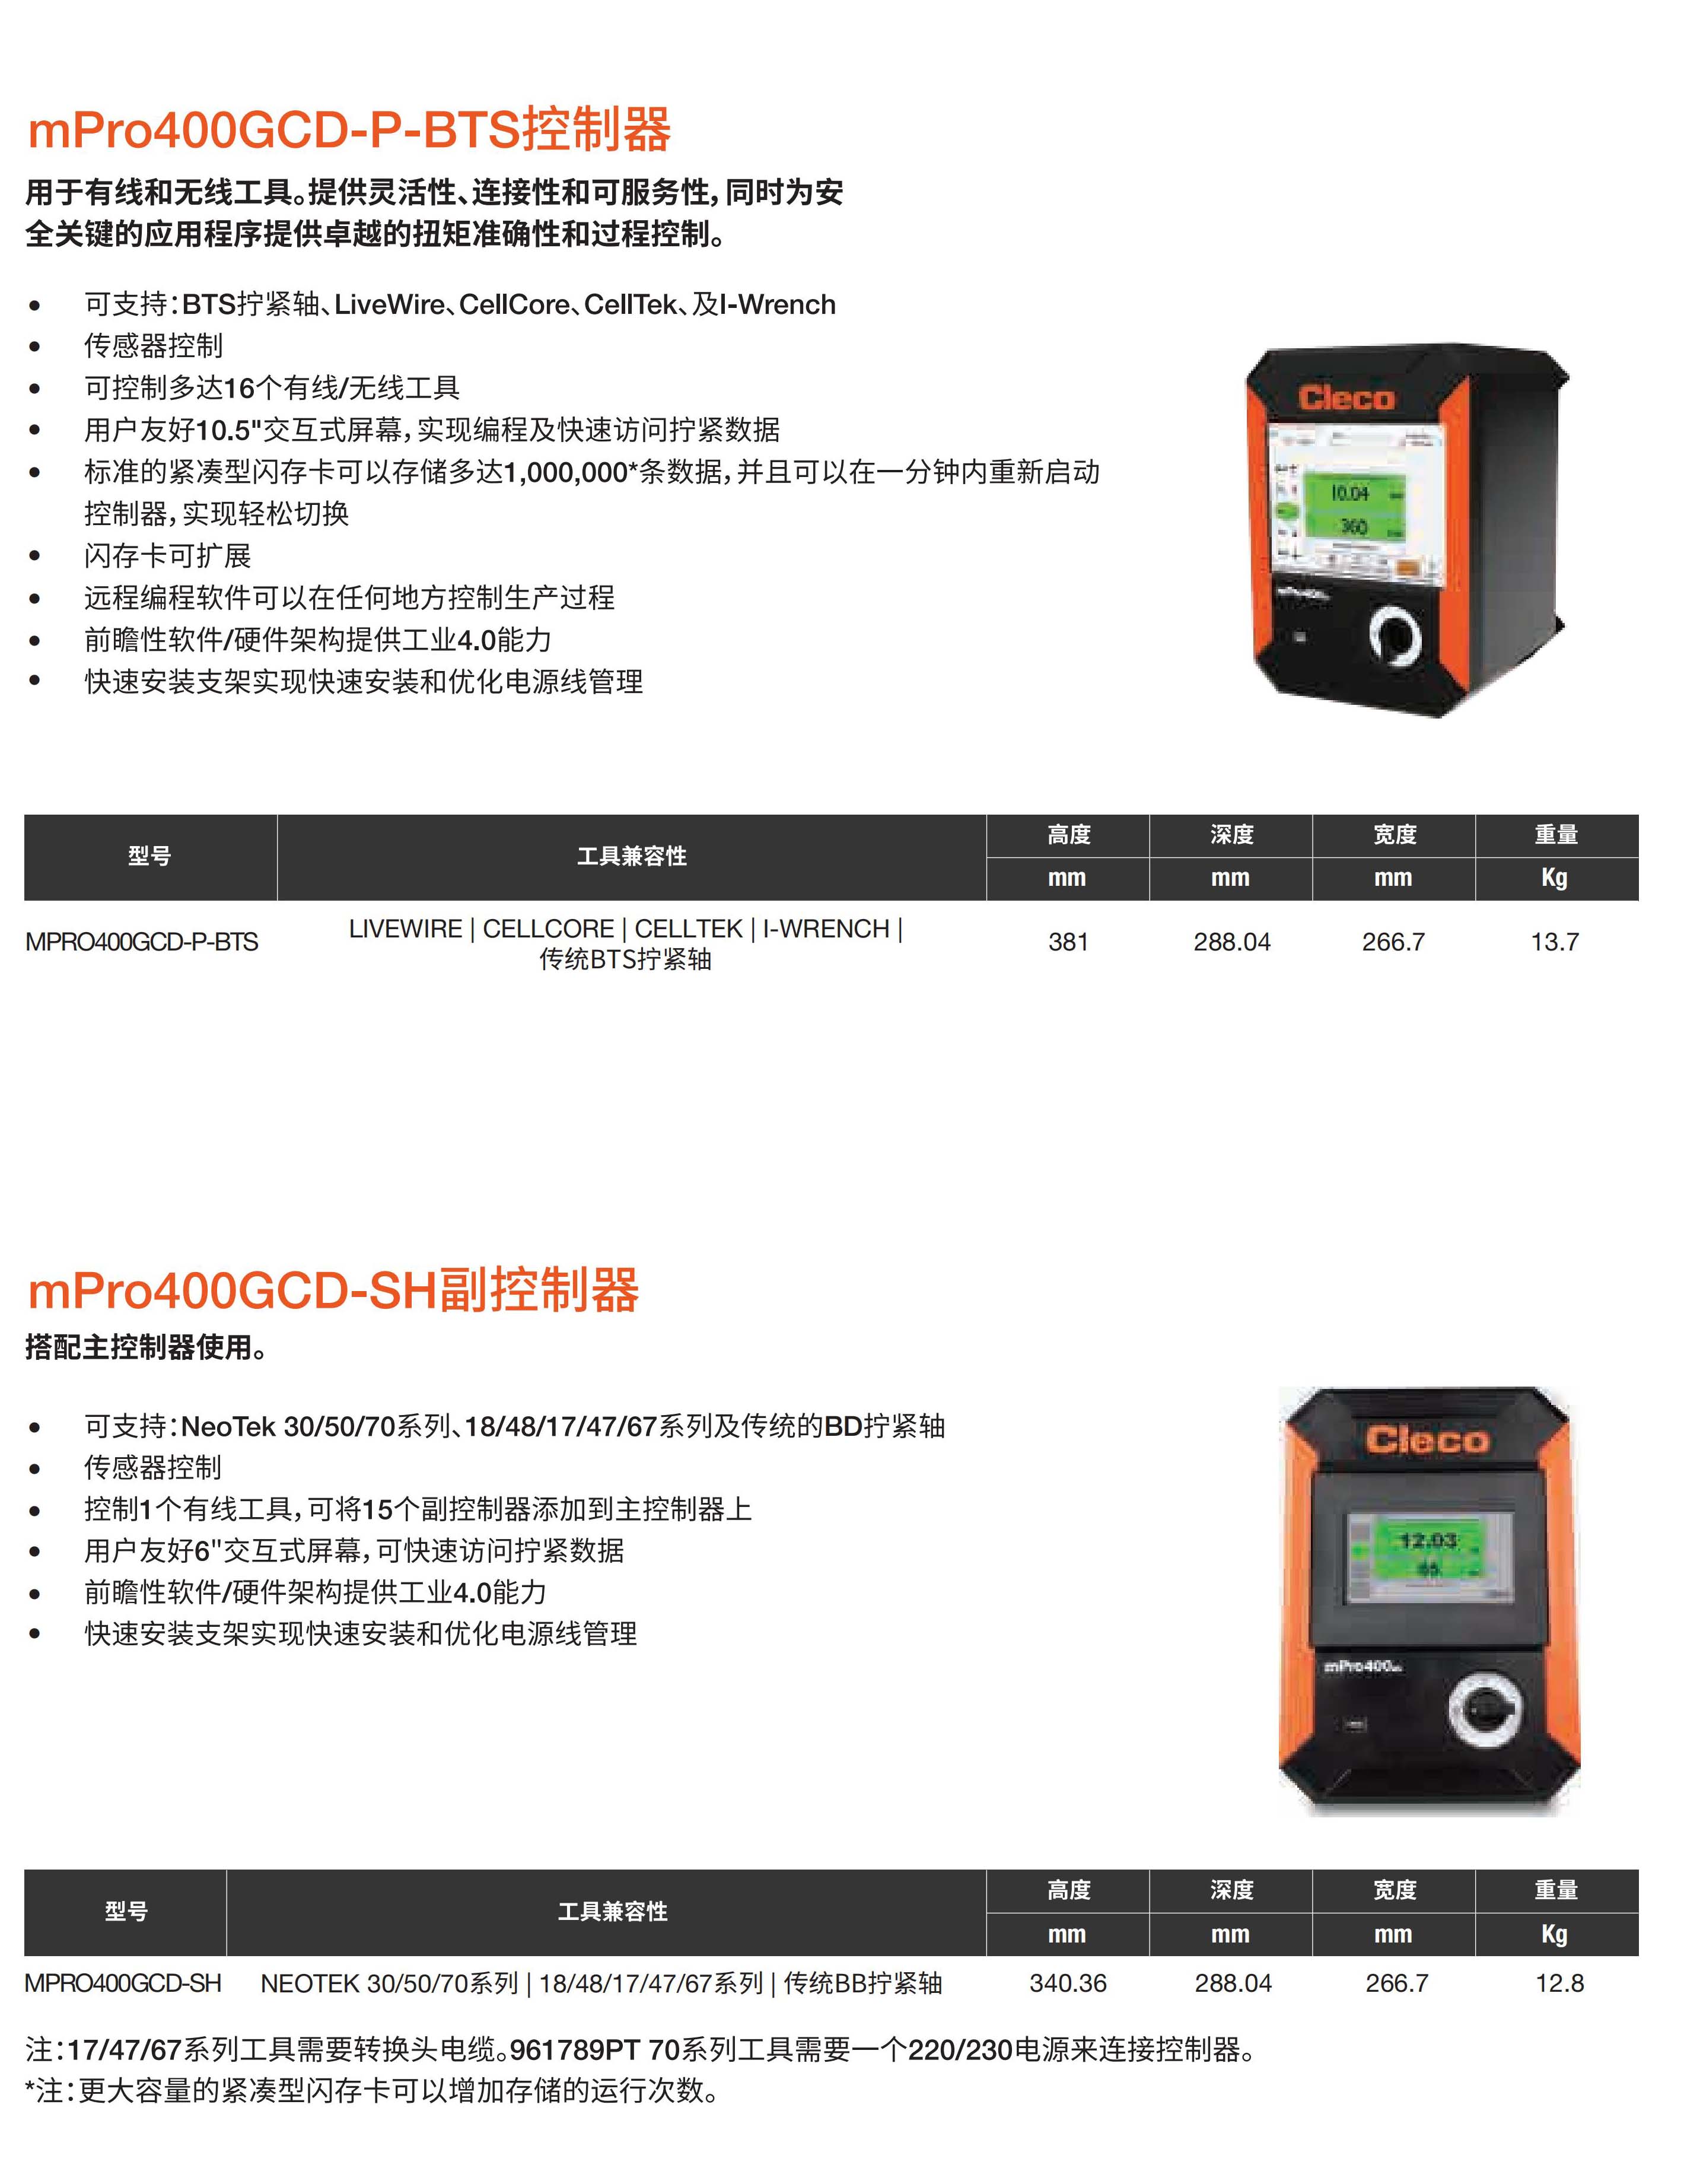 mPro400GCD-P-BTS控制器
用于有线和无线工具。提供灵活性、连接性和可服务性，同时为安
全关键的应用程序提供卓越的扭矩准确性和过程控制。
● 可支持：BTS拧紧轴、LiveWire、CellCore、CellTek、及I-Wrench
● 传感器控制
● 可控制多达16个有线/无线工具
● 用户友好10.5"交互式屏幕，实现编程及快速访问拧紧数据
● 标准的紧凑型闪存卡可以存储多达1,000,000*条数据，并且可以在一分钟内重新启动
控制器，实现轻松切换
● 闪存卡可扩展
● 远程编程软件可以在任何地方控制生产过程
● 前瞻性软件/硬件架构提供工业4.0能力
● 快速安装支架实现快速安装和优化电源线管理
Cleco
10.04
360
型号 工具兼容性 高度 深度 宽度 重量
mm mm mm Kg
MPRO400GCD-P-BTS LIVEWIRE | CELLCORE | CELLTEK | I-WRENCH | 381 288.04 266.7 13.7
传统BTS拧紧轴
mPro400GCD-SH副控制器
搭配主控制器使用。
● 可支持：NeoTek 30/50/70系列、18/48/17/47/67系列及传统的BD拧紧轴
● 传感器控制
● 控制1个有线工具，可将15个副控制器添加到主控制器上
● 用户友好6"交互式屏幕，可快速访问拧紧数据
● 前瞻性软件/硬件架构提供工业4.0能力
● 快速安装支架实现快速安装和优化电源线管理
Cleco
12.03
mPro400
型号 工具兼容性 高度 深度 宽度 重量
mm mm mm Kg
MPRO400GCD-SH NEOTEK 30/50/70系列 | 18/48/17/47/67系列 | 传统BB拧紧轴 340.36 288.04 266.7 12.8
注：17/47/67系列工具需要转换头电缆。961789PT 70系列工具需要一个220/230电源来连接控制器。
*注：更大容量的紧凑型闪存卡可以增加存储的运行次数。